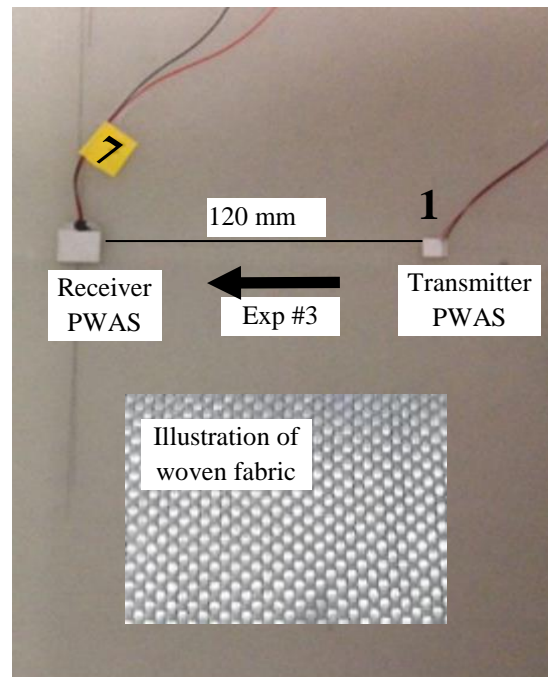 7
1
120 mm
Receiver
PWAS
Transmitter
PWAS
Exp #3
Illustration of
woven fabric